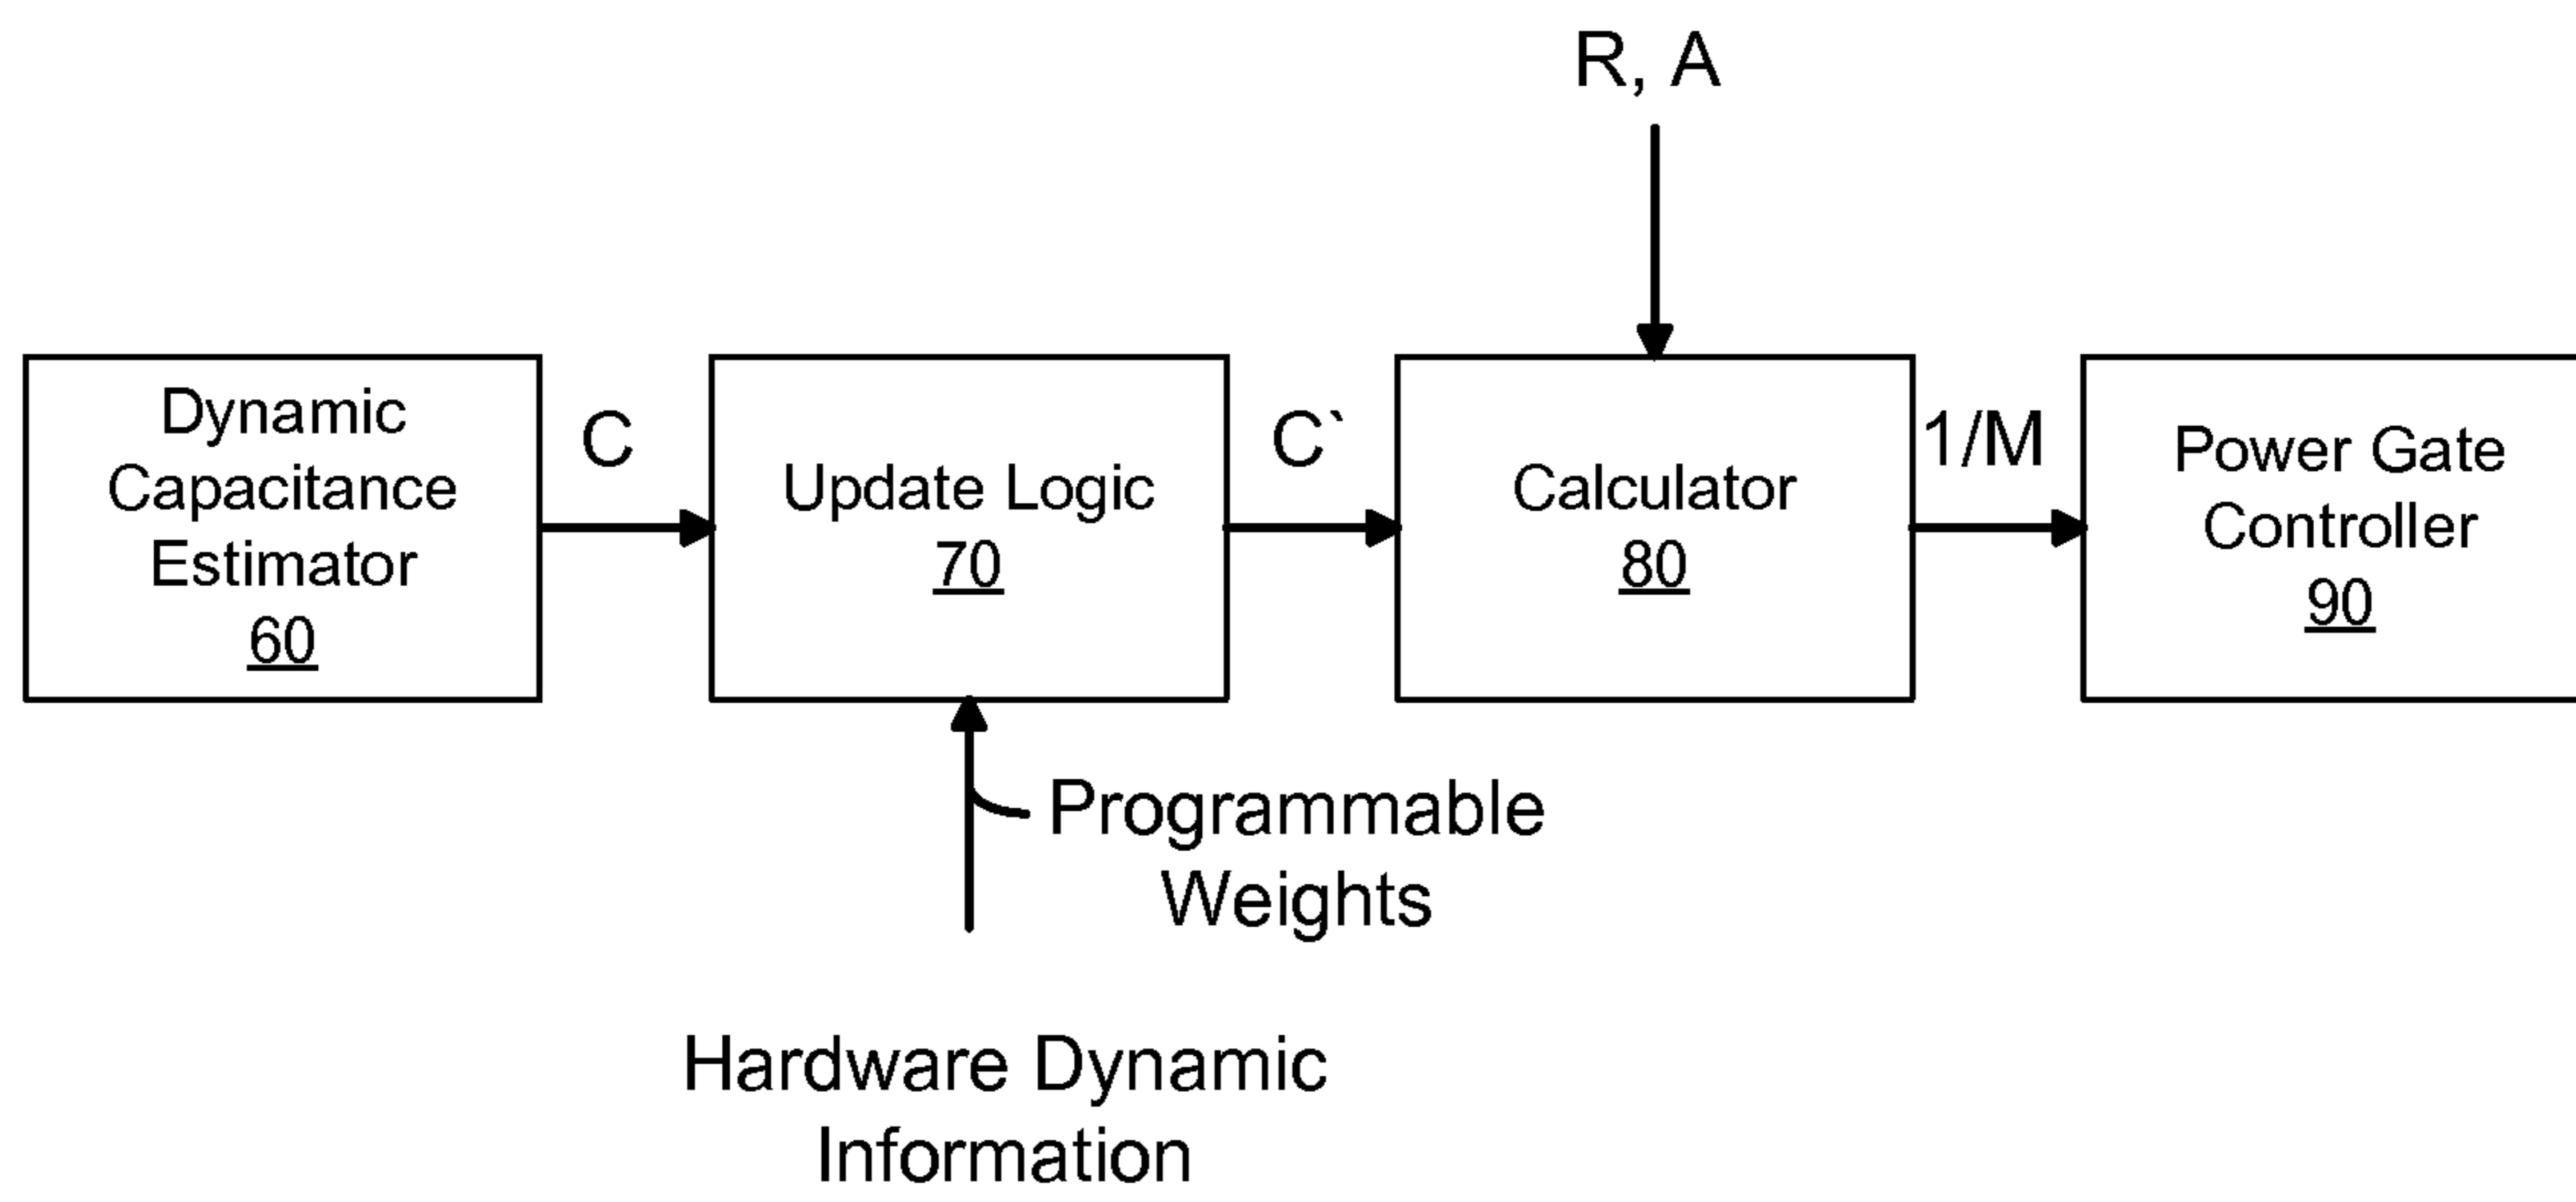 R, A
Dynamic
Capacitance
Estimator
60
C
Update Logic
70
C`
Calculator
80
1/M
Power Gate
Controller
90
Programmable
Weights
Hardware Dynamic
Information